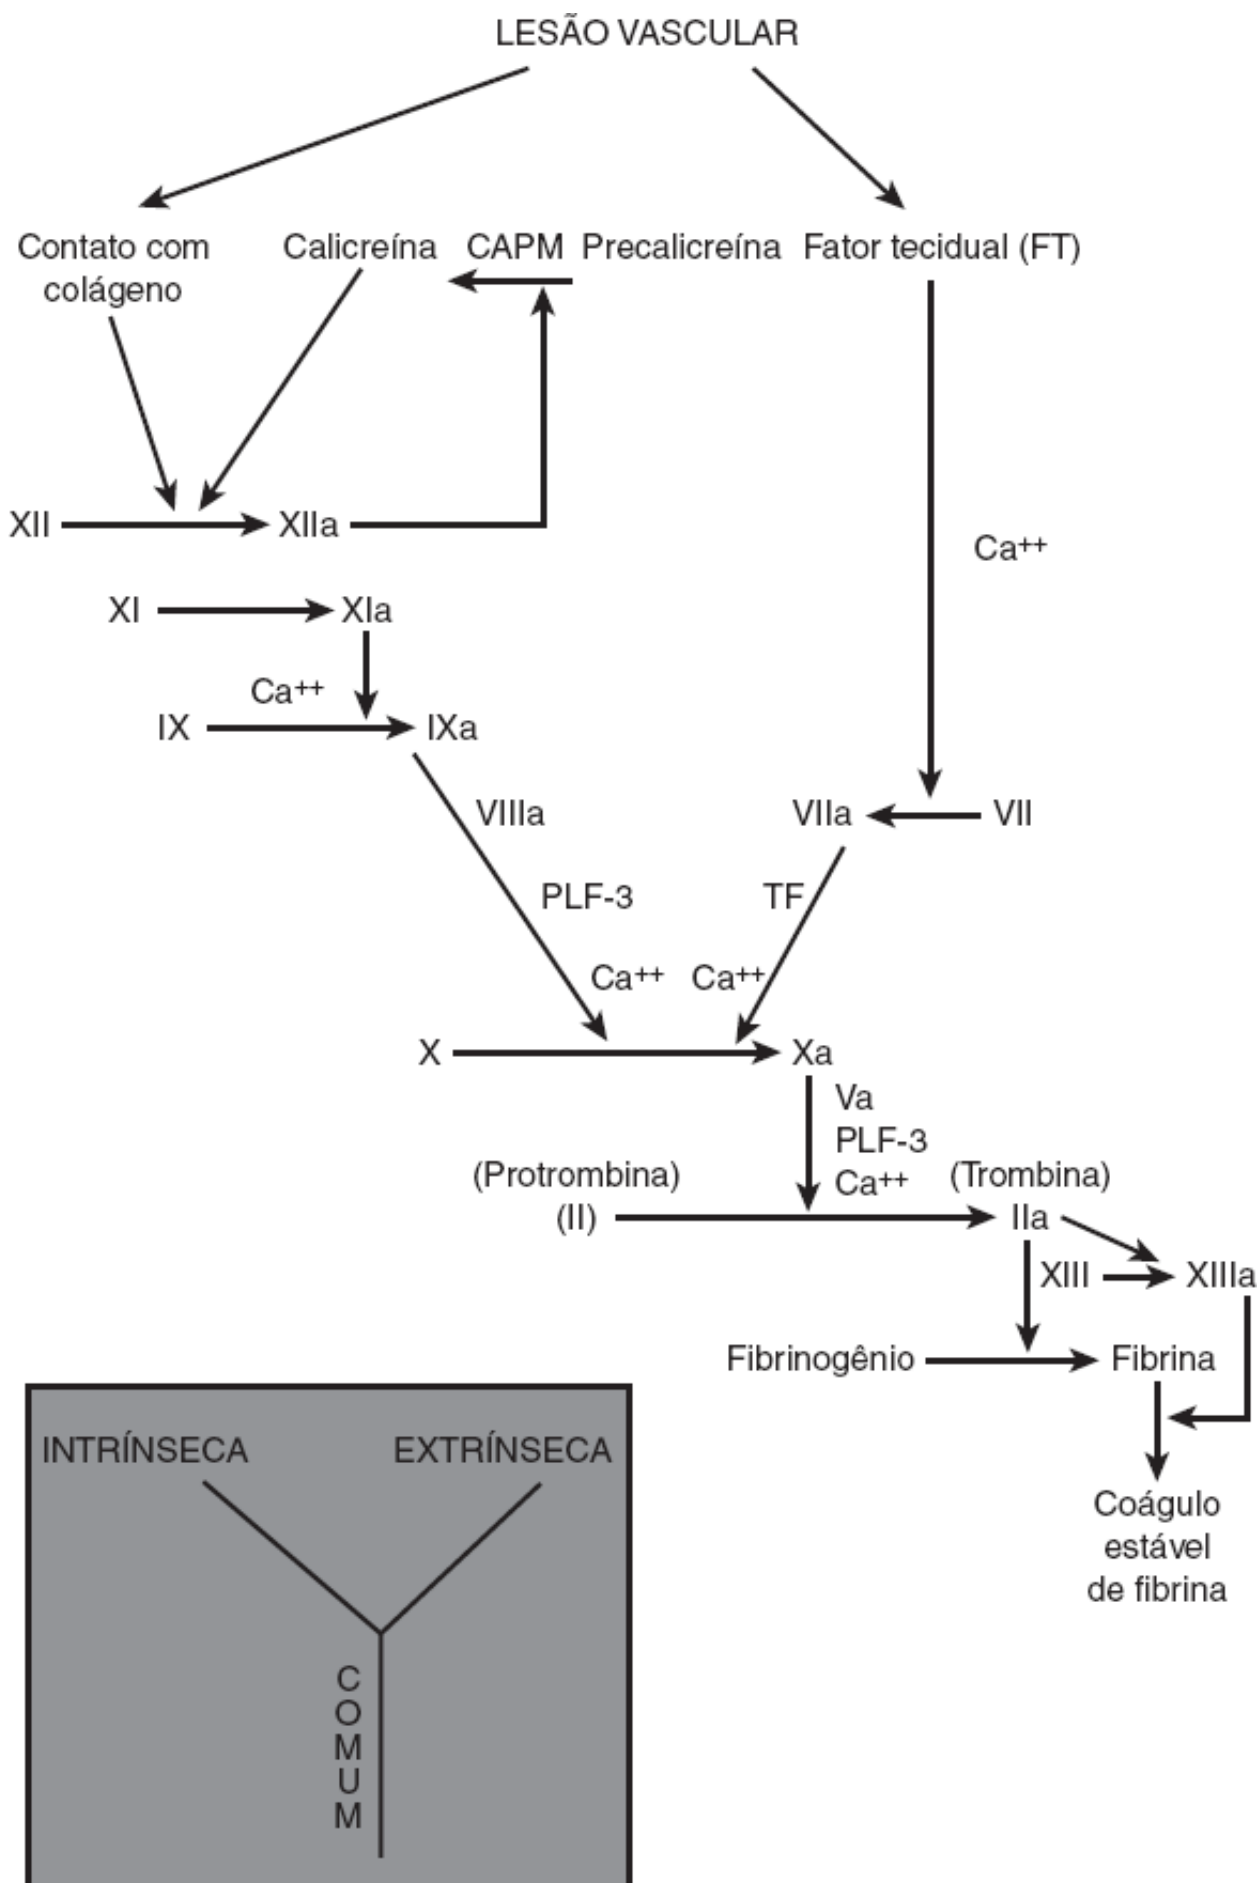 LESÃO VASCULAR
Contato com
colágeno
Calicreína
CAPM
Precalicreína
Fator tecidual (FT)
XII
XIIa
Ca++
XI
XIa
Ca++
IX
IXa
VIIIa
VIIa
VII
PLF-3
TF
Ca++
Ca++
X
Xa
Va
PLF-3
Ca++
(Protrombina)
(II)
(Trombina)
IIa
XIII
XIIIa
Fibrinogênio
Fibrina
Coágulo
estável
de fibrina
INTRÍNSECA
EXTRÍNSECA
C
O
M
U
M